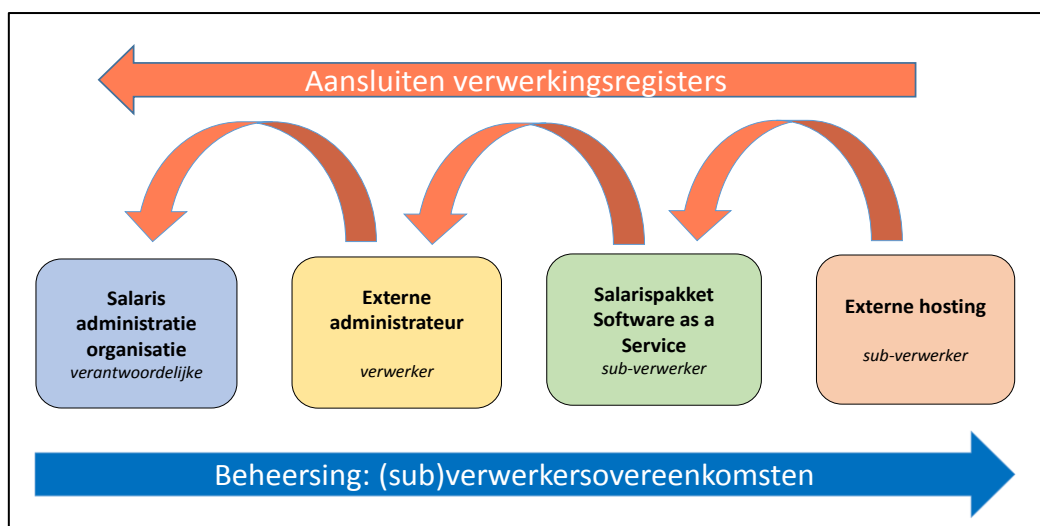 Aansluiten verwerkingsregisters
Salaris
administratie
organisatie
verantwoordelijke
Externe
administrateur
verwerker
Salarispakket
Software as a
Service
sub-verwerker
Externe hosting
sub-verwerker
Beheersing: (sub)verwerkersovereenkomsten